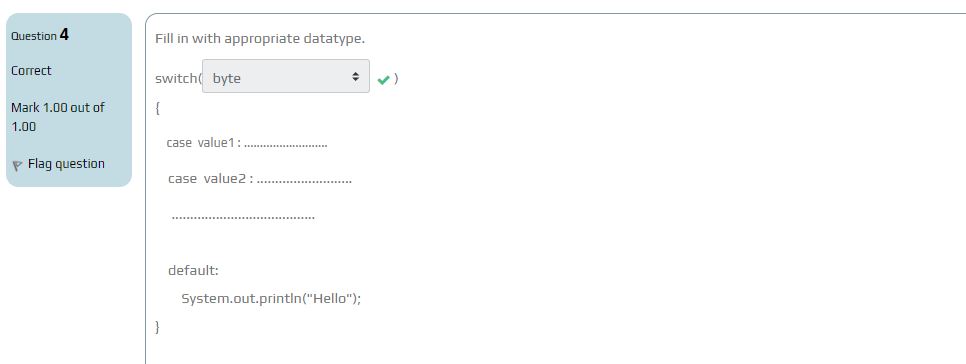 Question 4
Correct
Mark 1.00 out of
1.00
Flag question
Fill in with appropriate datatype.
switch( byte )
{
case value1 : ..........................
case value2 : ..........................
.......................................
default:
System.out.println("Hello");
}